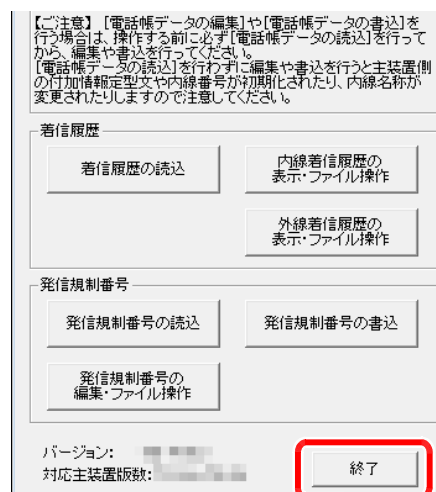 【ご注意】 [電話帳データの編集]や[電話帳データの書込]を
行う場合は、操作する前に必ず[電話帳データの読込]を行って
から、編集や書込を行ってください。
[電話帳データの読込]を行わずに編集や書込を行うと主装置側
の付加情報定型文や内線番号が初期化されたり、内線名称が
変更されたりしますので注意してください。
着信履歴
着信履歴の読込
内線着信履歴の
表示・ファイル操作
外線着信履歴の
表示・ファイル操作
発信規制番号
発信規制番号の読込
発信規制番号の書込
発信規制番号の
編集・ファイル操作
バージョン:
対応主装置版数:
終了